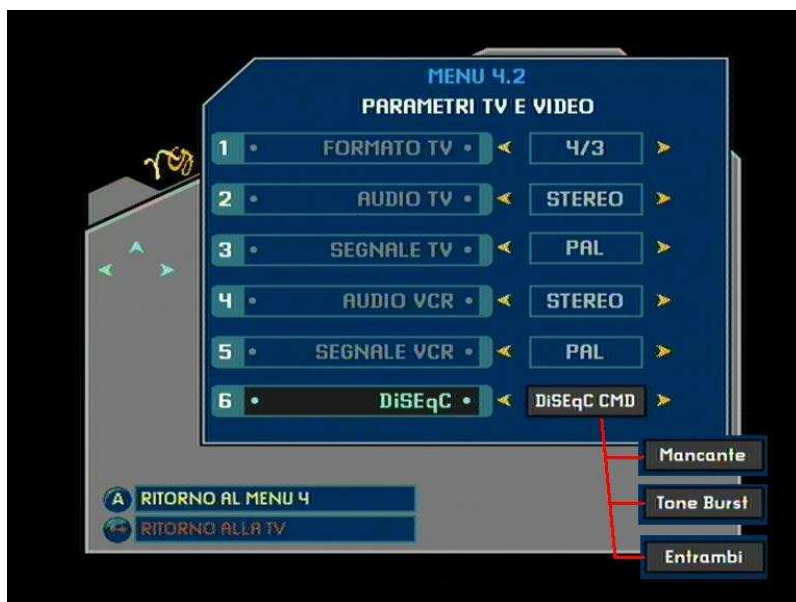 MENU 4.2
PARAMETRI TV E VIDEO
1 • FORMATO TV • 4/3
2 • AUDIO TV • STEREO
3 • SEGNALE TV • PAL
4 • AUDIO VCR • STEREO
5 • SEGNALE VCR • PAL
6 • DiSEqC • DiSEqC CMD
Mancante
A RITORNO AL MENU 4
Tone Burst
RITORNO ALLA TV
Entrambi